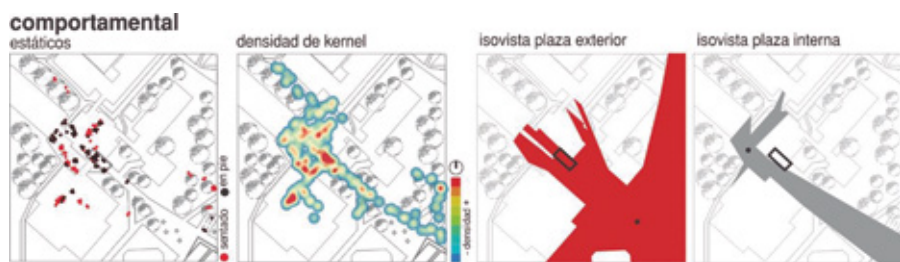 comportamental
estáticos
densidad de kernel
isovista plaza exterior
isovista plaza interna
sentado
en pie
- densidad +